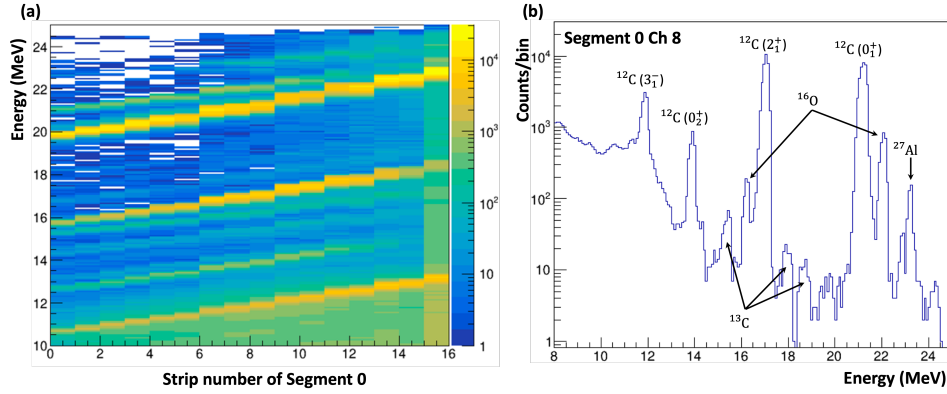 (a)
Energy (MeV)
24
22
20
18
16
14
12
10
0
2
4
6
8
10
12
14
16
10⁴
10³
10²
10
1
Strip number of Segment 0
(b)
Segment 0 Ch 8
Counts/bin
10⁴
10³
10²
10
1
¹²C (3₁⁻)
¹²C (0₂⁺)
¹²C (2₁⁺)
¹²C (0₁⁺)
¹⁶O
²⁷Al
¹³C
8
10
12
14
16
18
20
22
24
Energy (MeV)